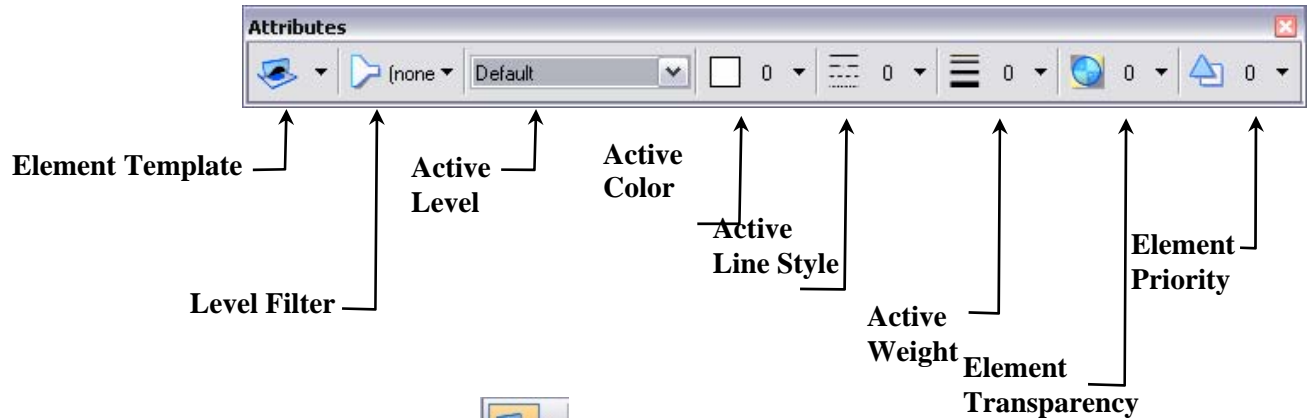 Attributes
(none
Default
0
0
0
0
0
Element Template
Level Filter
Active
Level
Active
Color
Active
Line Style
Active
Weight
Element
Transparency
Element
Priority